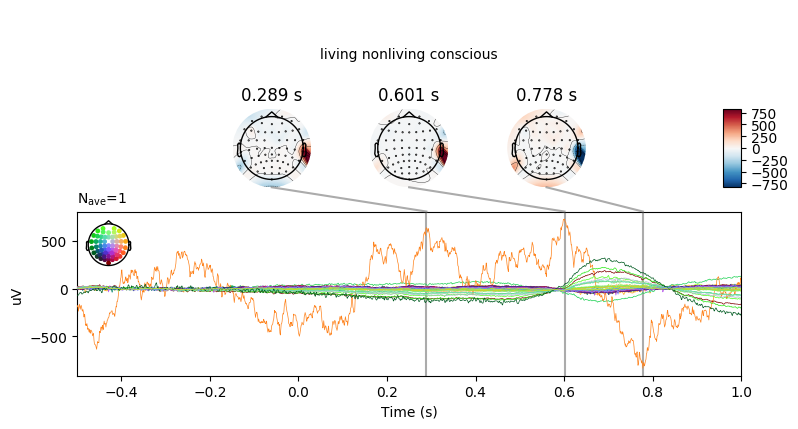 living nonliving conscious
0.289 s 0.601 s 0.778 s
750
500
250
0
−250
−500
−750
Nave=1
500
0
−500
uV
−0.4 −0.2 0.0 0.2 0.4 0.6 0.8 1.0
Time (s)